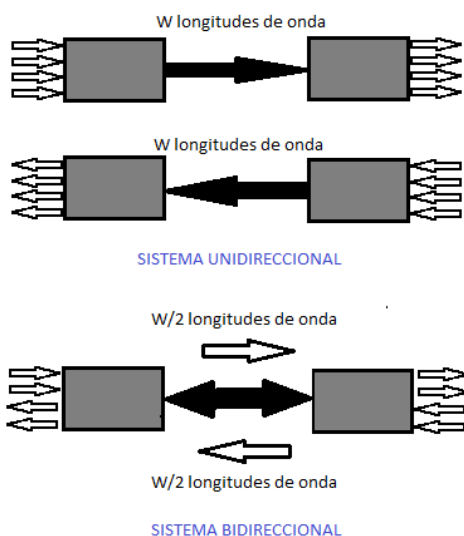 W longitudes de onda
W longitudes de onda
SISTEMA UNIDIRECCIONAL
W/2 longitudes de onda
W/2 longitudes de onda
SISTEMA BIDIRECCIONAL